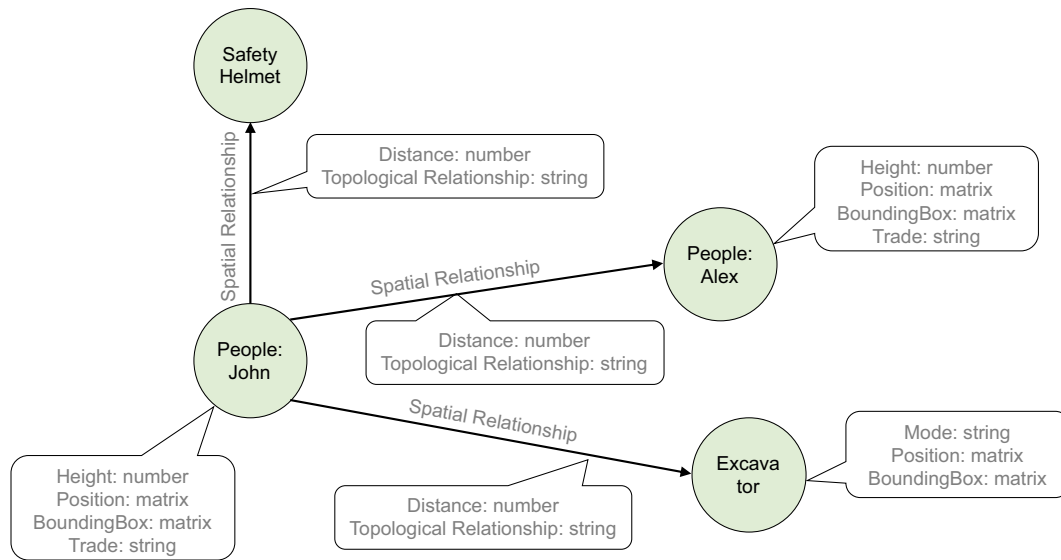 Safety
Helmet
Spatial Relationship
Distance: number
Topological Relationship: string
Height: number
Position: matrix
BoundingBox: matrix
Trade: string
People:
Alex
Spatial Relationship
Distance: number
Topological Relationship: string
People:
John
Spatial Relationship
Mode: string
Position: matrix
BoundingBox: matrix
Excava
tor
Height: number
Position: matrix
BoundingBox: matrix
Trade: string
Distance: number
Topological Relationship: string